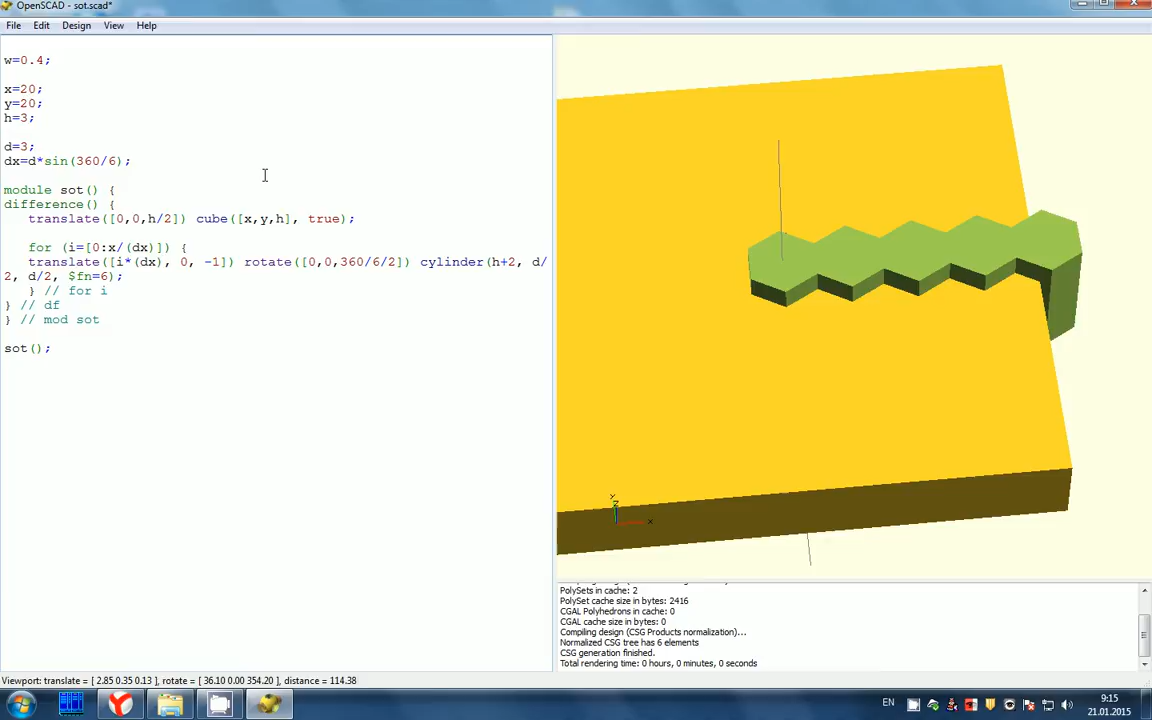 OpenSCAD - sot.scad*
File Edit Design View Help
w=0.4;
x=20;
y=20;
h=3;
d=3;
dx=d*sin(360/6);
module sot() {
difference() {
translate([0,0,h/2]) cube([x,y,h], true);
for (i=[0:x/(dx)]) {
translate([i*(dx), 0, -1]) rotate([0,0,360/6/2]) cylinder(h+2, d/
2, d/2, $fn=6);
} // for i
} // df
} // mod sot
sot();
Y
Z
X
PolySets in cache: 2
PolySet cache size in bytes: 2416
CGAL Polyhedrons in cache: 0
CGAL cache size in bytes: 0
Compiling design (CSG Products normalization)...
Normalized CSG tree has 6 elements
CSG generation finished.
Total rendering time: 0 hours, 0 minutes, 0 seconds
Viewport: translate = [ 2.85 0.35 0.13 ], rotate = [ 36.10 0.00 354.20 ], distance = 114.38
EN
9:15
21.01.2015